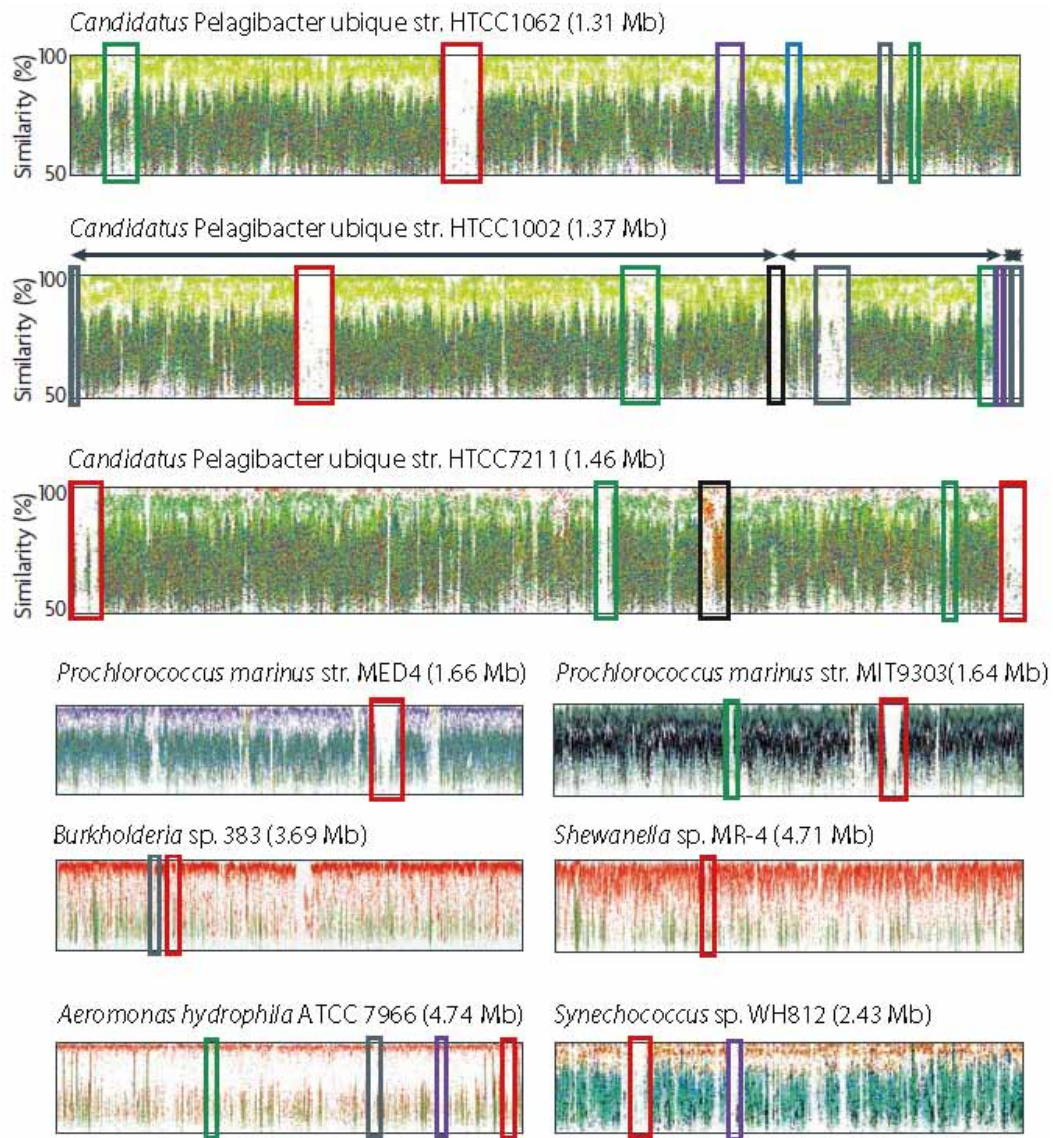 Candidatus Pelagibacter ubique str. HTCC1062 (1.31 Mb)
100
Similarity (%)
50
Candidatus Pelagibacter ubique str. HTCC1002 (1.37 Mb)
100
Similarity (%)
50
Candidatus Pelagibacter ubique str. HTCC7211 (1.46 Mb)
100
Similarity (%)
50
Prochlorococcus marinus str. MED4 (1.66 Mb)
Prochlorococcus marinus str. MIT9303(1.64 Mb)
Burkholderia sp. 383 (3.69 Mb)
Shewanella sp. MR-4 (4.71 Mb)
Aeromonas hydrophila ATCC 7966 (4.74 Mb)
Synechococcus sp. WH812 (2.43 Mb)